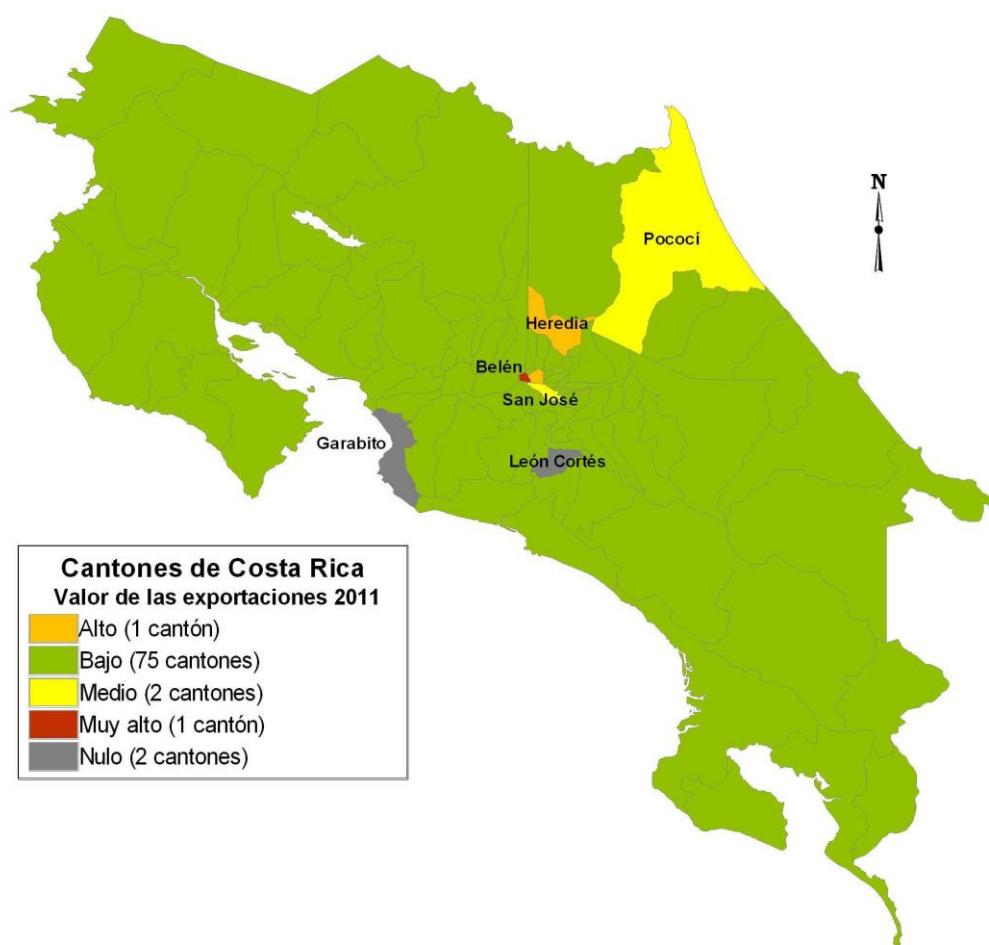 N
Pococí
Heredia
Belén
San José
Garabito
León Cortés
Cantones de Costa Rica
Valor de las exportaciones 2011
Alto (1 cantón)
Bajo (75 cantones)
Medio (2 cantones)
Muy alto (1 cantón)
Nulo (2 cantones)